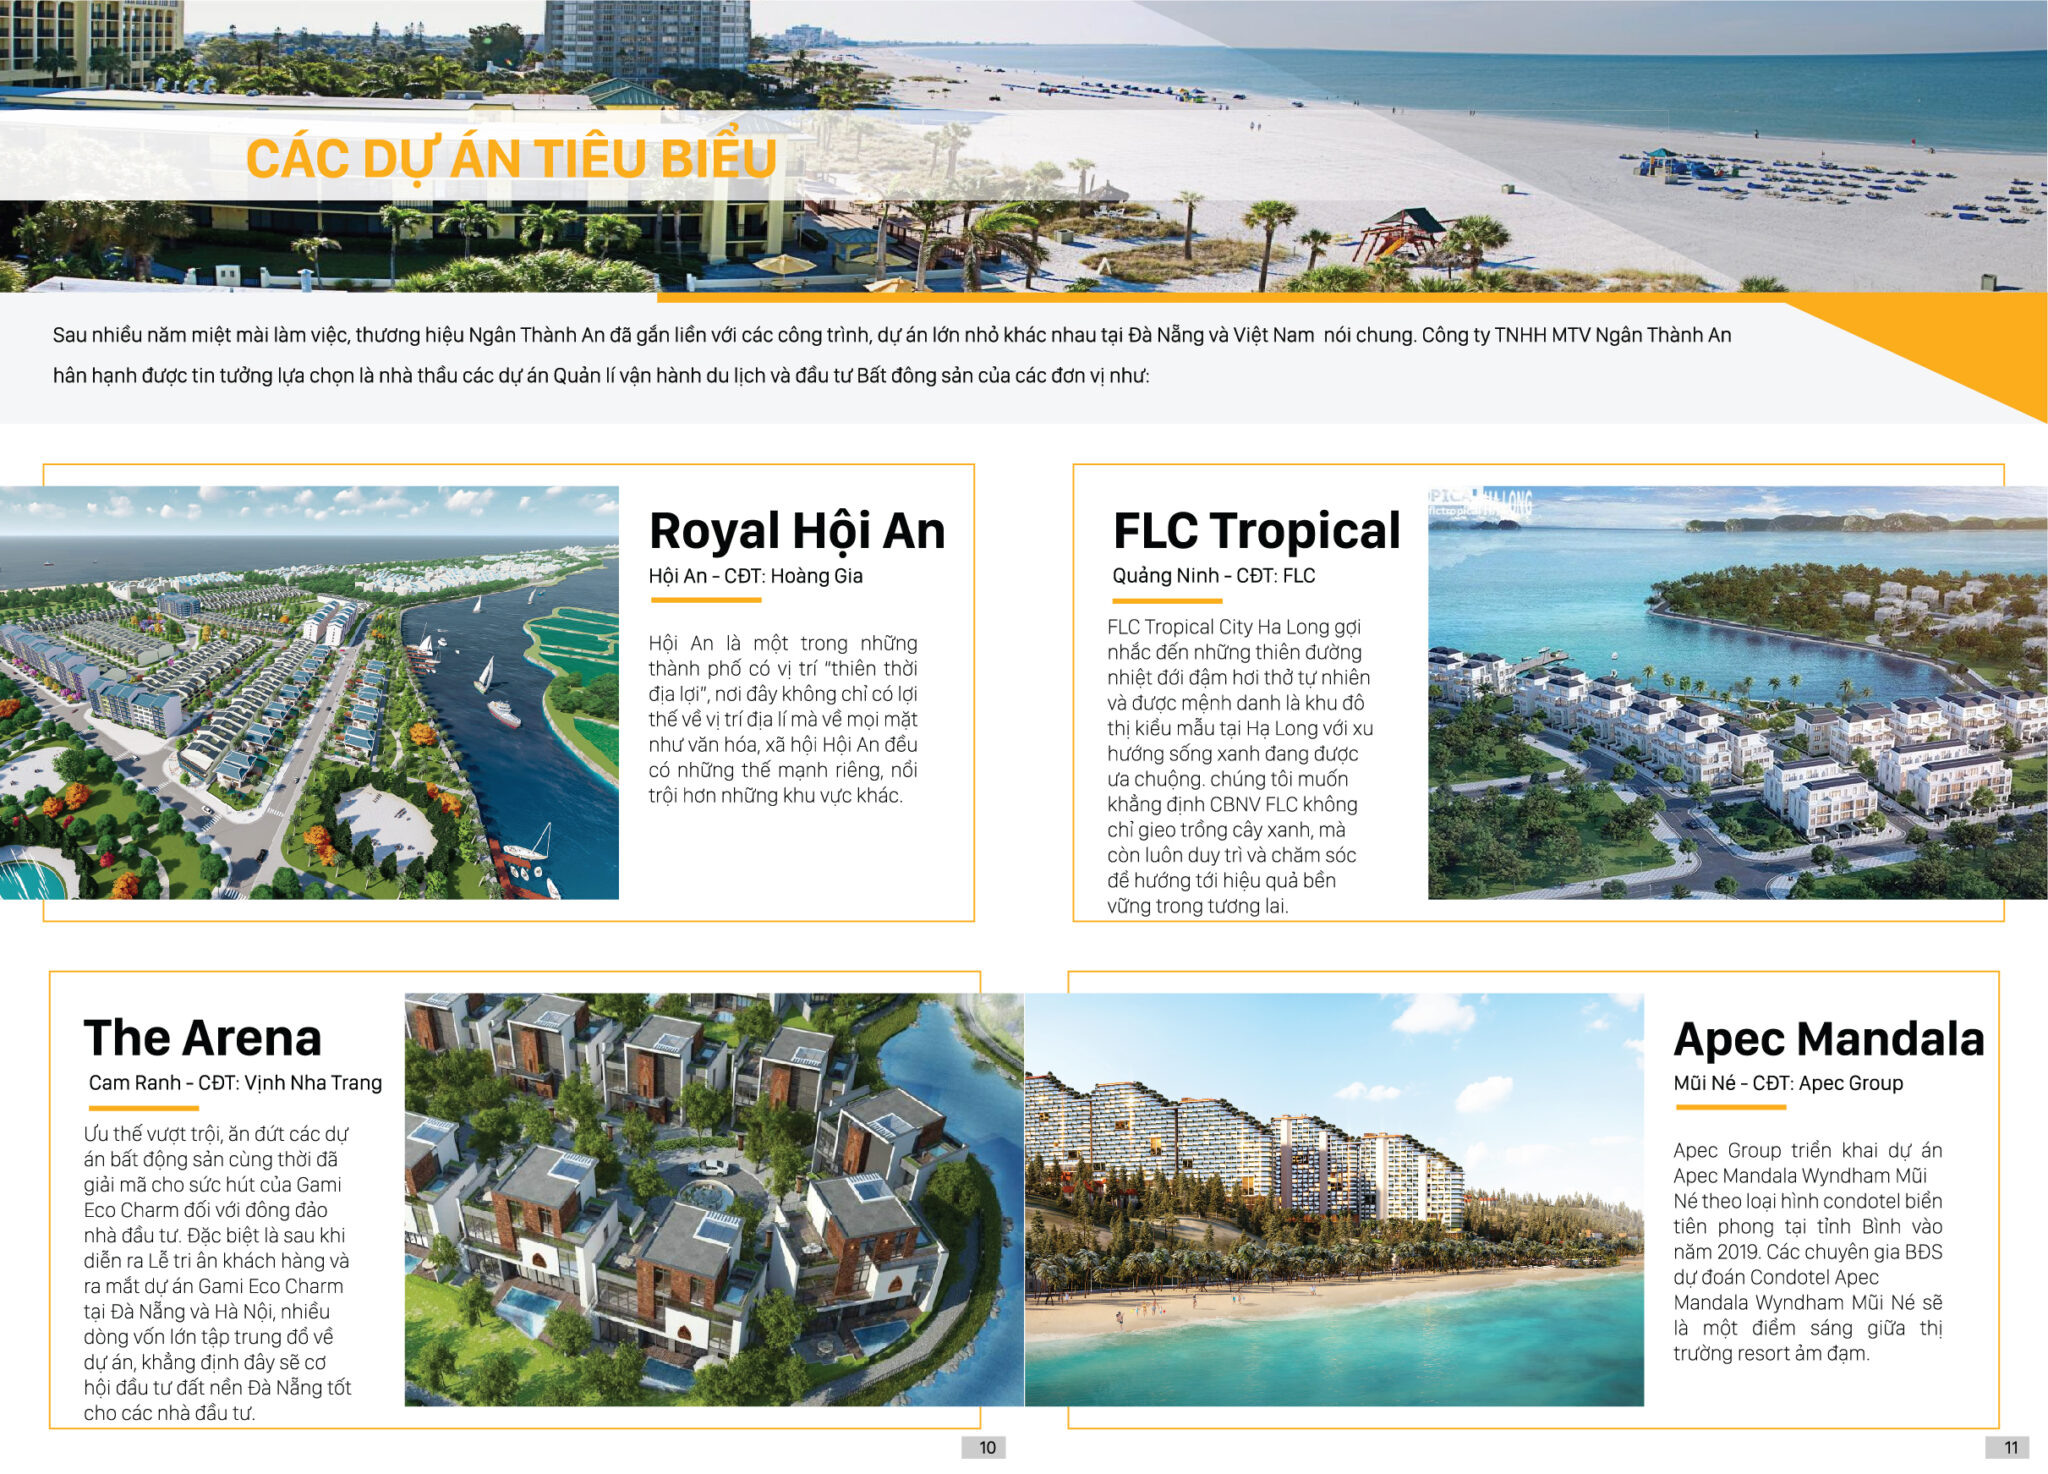 CÁC DỰ ÁN TIÊU BIỂU
Sau nhiều năm miệt mài làm việc, thương hiệu Ngân Thành An đã gắn liền với các công trình, dự án lớn nhỏ khác nhau tại Đà Nẵng và Việt Nam nói chung. Công ty TNHH MTV Ngân Thành An
hân hạnh được tin tưởng lựa chọn là nhà thầu các dự án Quản lí vận hành du lịch và đầu tư Bất đông sản của các đơn vị như:
Royal Hội An
Hội An - CĐT: Hoàng Gia
Hội An là một trong những
thành phố có vị trí "thiên thời
địa lợi", nơi đây không chỉ có lợi
thế về vị trí địa lí mà về mọi mặt
như văn hóa, xã hội Hội An đều
có những thế mạnh riêng, nổi
trội hơn những khu vực khác.
FLC Tropical
Quảng Ninh - CĐT: FLC
FLC Tropical City Ha Long gợi
nhắc đến những thiên đường
nhiệt đới đậm hơi thở tự nhiên
và được mệnh danh là khu đô
thị kiểu mẫu tại Hạ Long với xu
hướng sống xanh đang được
ưa chuộng. chúng tôi muốn
khẳng định CBNV FLC không
chỉ gieo trồng cây xanh, mà
còn luôn duy trì và chăm sóc
để hướng tới hiệu quả bền
vững trong tương lai.
The Arena
Cam Ranh - CĐT: Vịnh Nha Trang
Ưu thế vượt trội, ăn đứt các dự
án bất động sản cùng thời đã
giải mã cho sức hút của Gami
Eco Charm đối với đông đảo
nhà đầu tư. Đặc biệt là sau khi
diễn ra Lễ tri ân khách hàng và
ra mắt dự án Gami Eco Charm
tại Đà Nẵng và Hà Nội, nhiều
dòng vốn lớn tập trung đổ về
dự án, khẳng định đây sẽ cơ
hội đầu tư đất nền Đà Nẵng tốt
cho các nhà đầu tư.
Apec Mandala
Mũi Né - CĐT: Apec Group
Apec Group triển khai dự án
Apec Mandala Wyndham Mũi
Né theo loại hình condotel biển
tiên phong tại tỉnh Bình vào
năm 2019. Các chuyên gia BĐS
dự đoán Condotel Apec
Mandala Wyndham Mũi Né sẽ
là một điểm sáng giữa thị
trường resort ảm đạm.
10
11